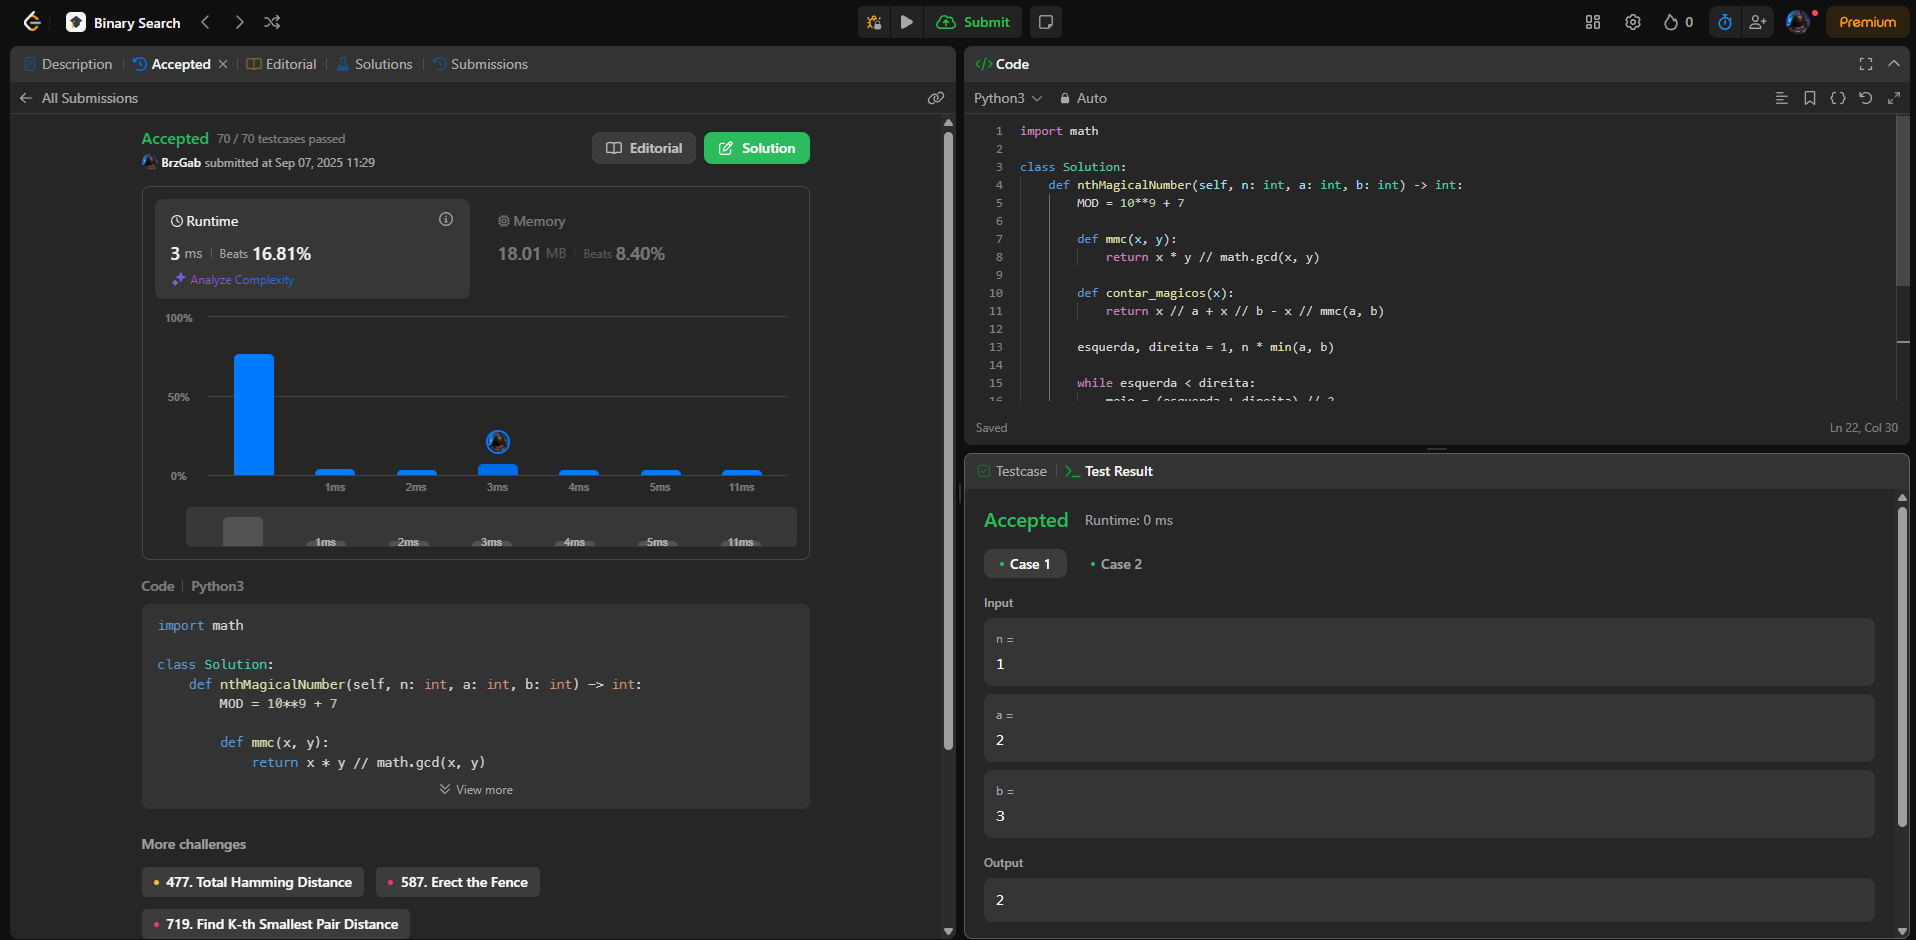 Binary Search
Submit
0
Premium
Description
Accepted
Editorial
Solutions
Submissions
All Submissions
Accepted 70 / 70 testcases passed
BrzGab submitted at Sep 07, 2025 11:29
Editorial
Solution
Runtime
3 ms | Beats 16.81%
Analyze Complexity
Memory
18.01 MB | Beats 8.40%
100%
50%
0%
1ms 2ms 3ms 4ms 5ms 11ms
1ms 2ms 3ms 4ms 5ms 11ms
Code | Python3
import math
class Solution:
    def nthMagicalNumber(self, n: int, a: int, b: int) -> int:
        MOD = 10**9 + 7
        def mmc(x, y):
            return x * y // math.gcd(x, y)
View more
More challenges
477. Total Hamming Distance
587. Erect the Fence
719. Find K-th Smallest Pair Distance
</> Code
Python3
Auto
1 import math
2
3 class Solution:
4     def nthMagicalNumber(self, n: int, a: int, b: int) -> int:
5         MOD = 10**9 + 7
6
7         def mmc(x, y):
8             return x * y // math.gcd(x, y)
9
10         def contar_magicos(x):
11             return x // a + x // b - x // mmc(a, b)
12
13         esquerda, direita = 1, n * min(a, b)
14
15         while esquerda < direita:
16             meio = (esquerda + direita) // 2
Saved
Ln 22, Col 30
Testcase
Test Result
Accepted Runtime: 0 ms
Case 1
Case 2
Input
n =
1
a =
2
b =
3
Output
2